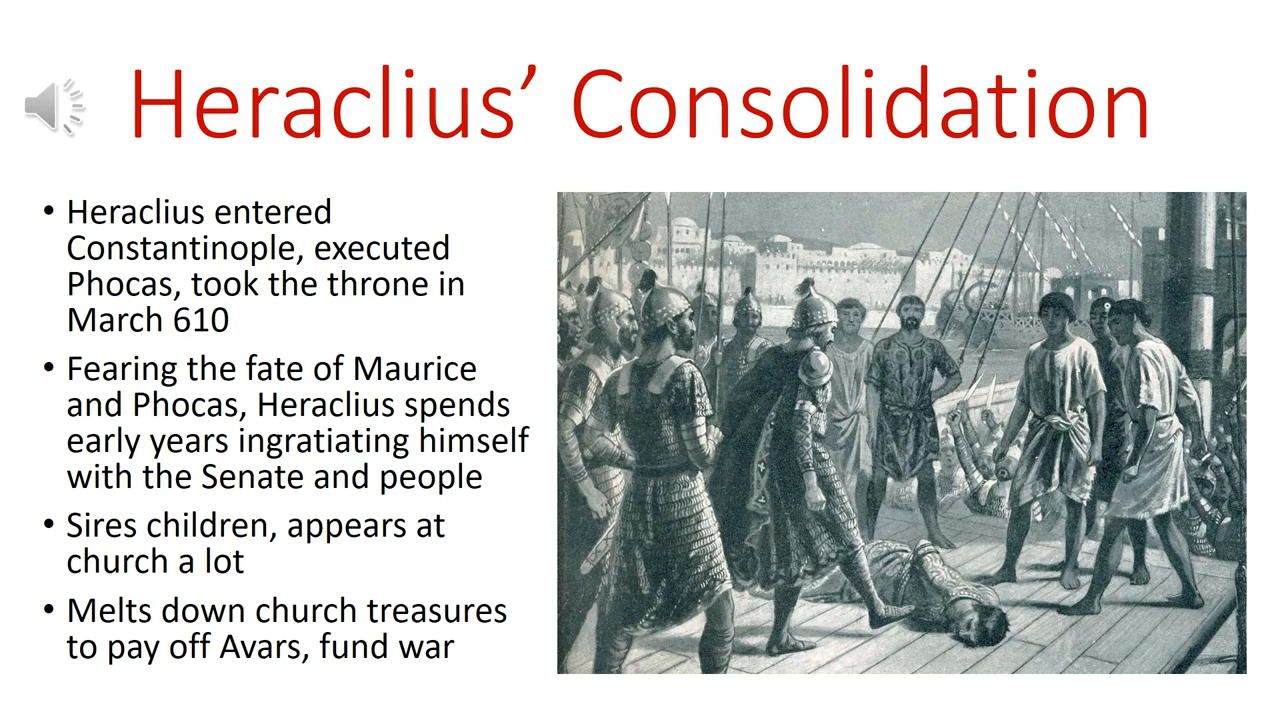 Heraclius’ Consolidation
• Heraclius entered
Constantinople, executed
Phocas, took the throne in
March 610
• Fearing the fate of Maurice
and Phocas, Heraclius spends
early years ingratiating himself
with the Senate and people
• Sires children, appears at
church a lot
• Melts down church treasures
to pay off Avars, fund war